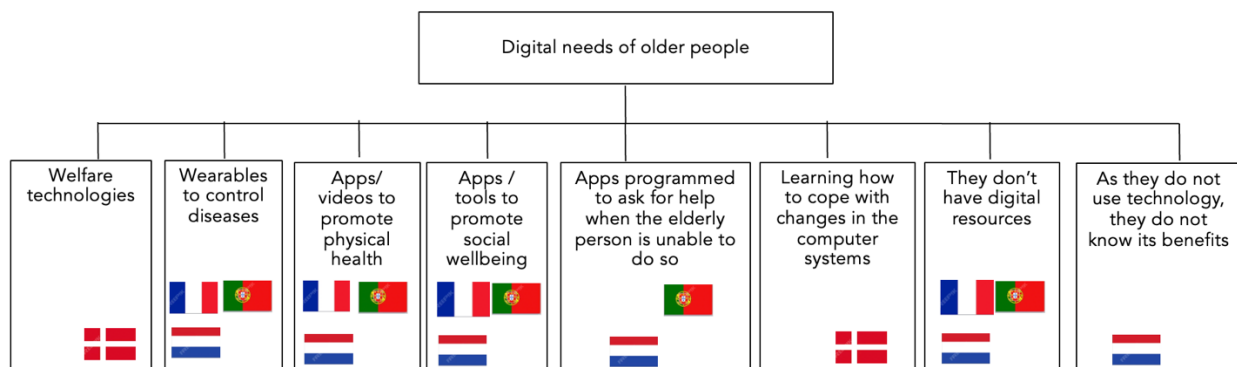 Digital needs of older people
Welfare
technologies
Wearables
to control
diseases
Apps/
videos to
promote
physical
health
Apps /
tools to
promote
social
wellbeing
Apps programmed
to ask for help
when the elderly
person is unable to
do so
Learning how
to cope with
changes in the
computer
systems
They don't
have digital
resources
As they do not
use technology,
they do not
know its benefits